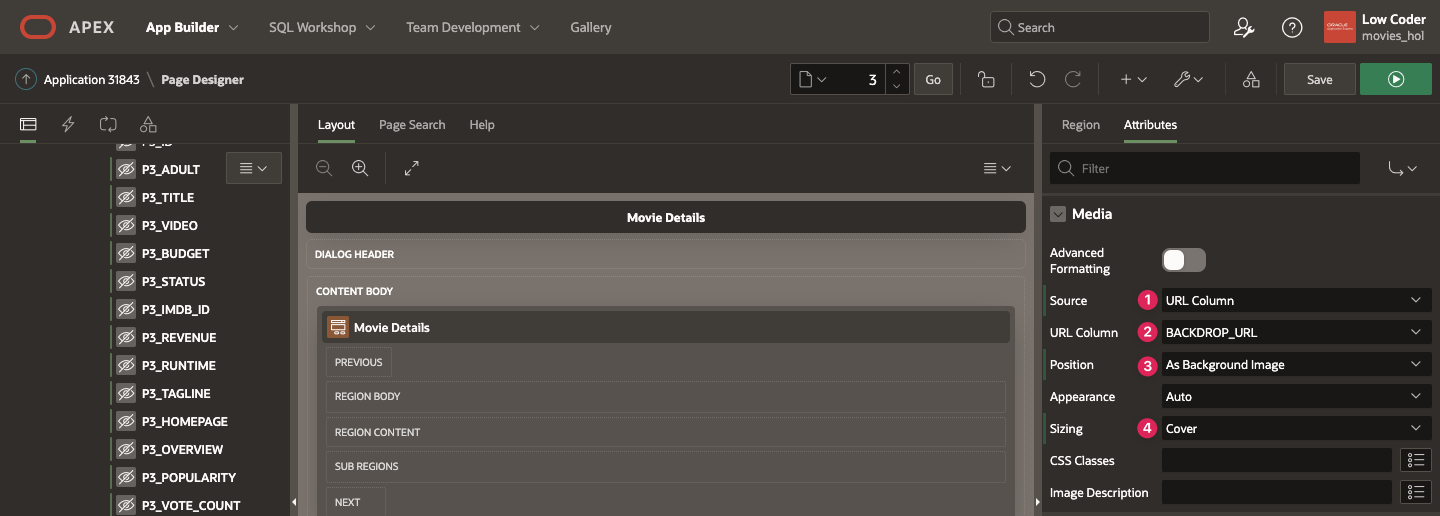 APEX App Builder SQL Workshop Team Development Gallery Search Low Coder
movies_hol
Application 31843 \ Page Designer 3 Go Save
Layout Page Search Help
Region Attributes
P3_ID
P3_ADULT
P3_TITLE
P3_VIDEO
P3_BUDGET
P3_STATUS
P3_IMDB_ID
P3_REVENUE
P3_RUNTIME
P3_TAGLINE
P3_HOMEPAGE
P3_OVERVIEW
P3_POPULARITY
P3_VOTE_COUNT
Movie Details
DIALOG HEADER
CONTENT BODY
Movie Details
PREVIOUS
REGION BODY
REGION CONTENT
SUB REGIONS
NEXT
Filter
Media
Advanced
Formatting
Source 1 URL Column
URL Column 2 BACKDROP_URL
Position 3 As Background Image
Appearance Auto
Sizing 4 Cover
CSS Classes
Image Description